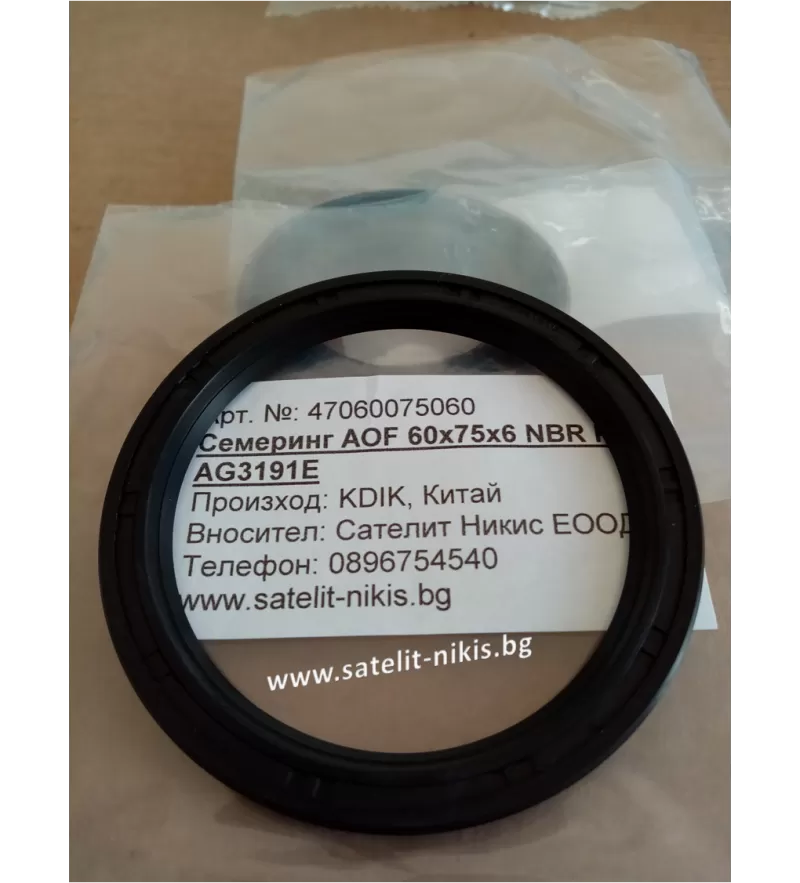 Арт. №: 47060075060
Семеринг AOF 60x75x6 NBR
AG3191E
Произход: KDIK, Китай
Вносител: Сателит Никис ЕООД
Телефон: 0896754540
www.satelit-nikis.bg
www.satelit-nikis.bg